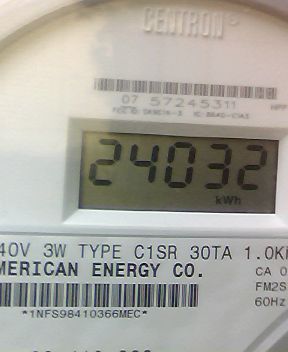 CENTRON
07 57245311
24032
kWh
40V 3W TYPE C1SR 30TA 1.0K
MERICAN ENERGY CO.
CA 0
FM2S
60Hz
*1NFS98410366MEC*